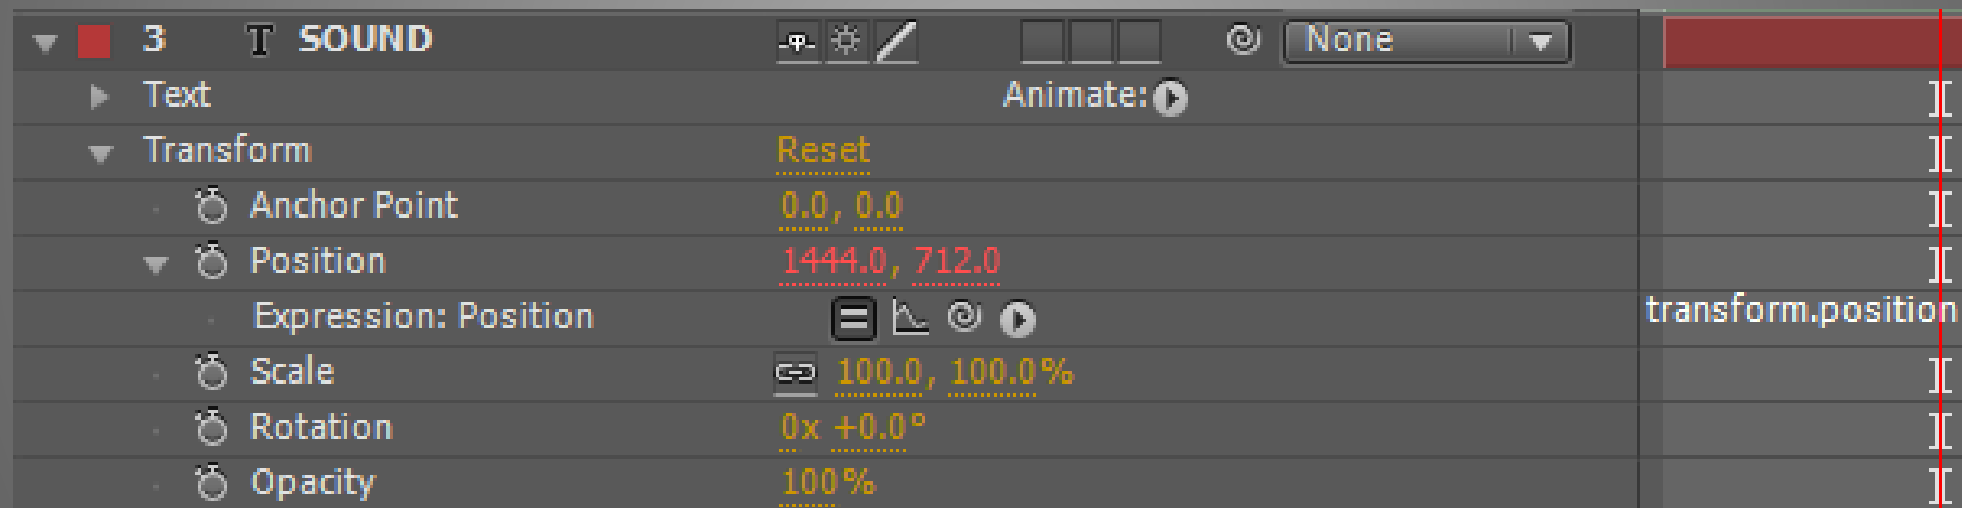 3 T SOUND None
Text Animate:
Transform Reset
Anchor Point 0.0, 0.0
Position 1444.0, 712.0
Expression: Position transform.position
Scale 100.0, 100.0%
Rotation 0x +0.0°
Opacity 100%